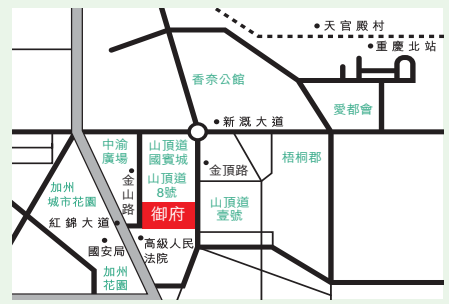 天官殿村
重慶北站
香奈公館
愛都會
新溉大道
中渝
廣場
山頂道
國賓城
山頂道
8號
金頂路
梧桐郡
金山路
加州
城市花園
山頂道
壹號
御府
紅錦大道
國安局
高級人民
法院
加州
花園